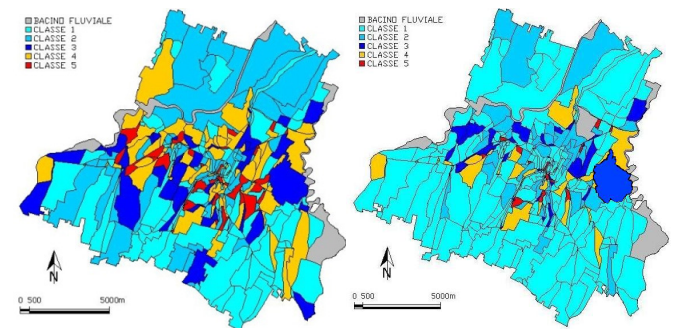 BACINO FLUVIALE
CLASSE 1
CLASSE 2
CLASSE 3
CLASSE 4
CLASSE 5
N
0 500 5000m
BACINO FLUVIALE
CLASSE 1
CLASSE 2
CLASSE 3
CLASSE 4
CLASSE 5
N
0 500 5000m